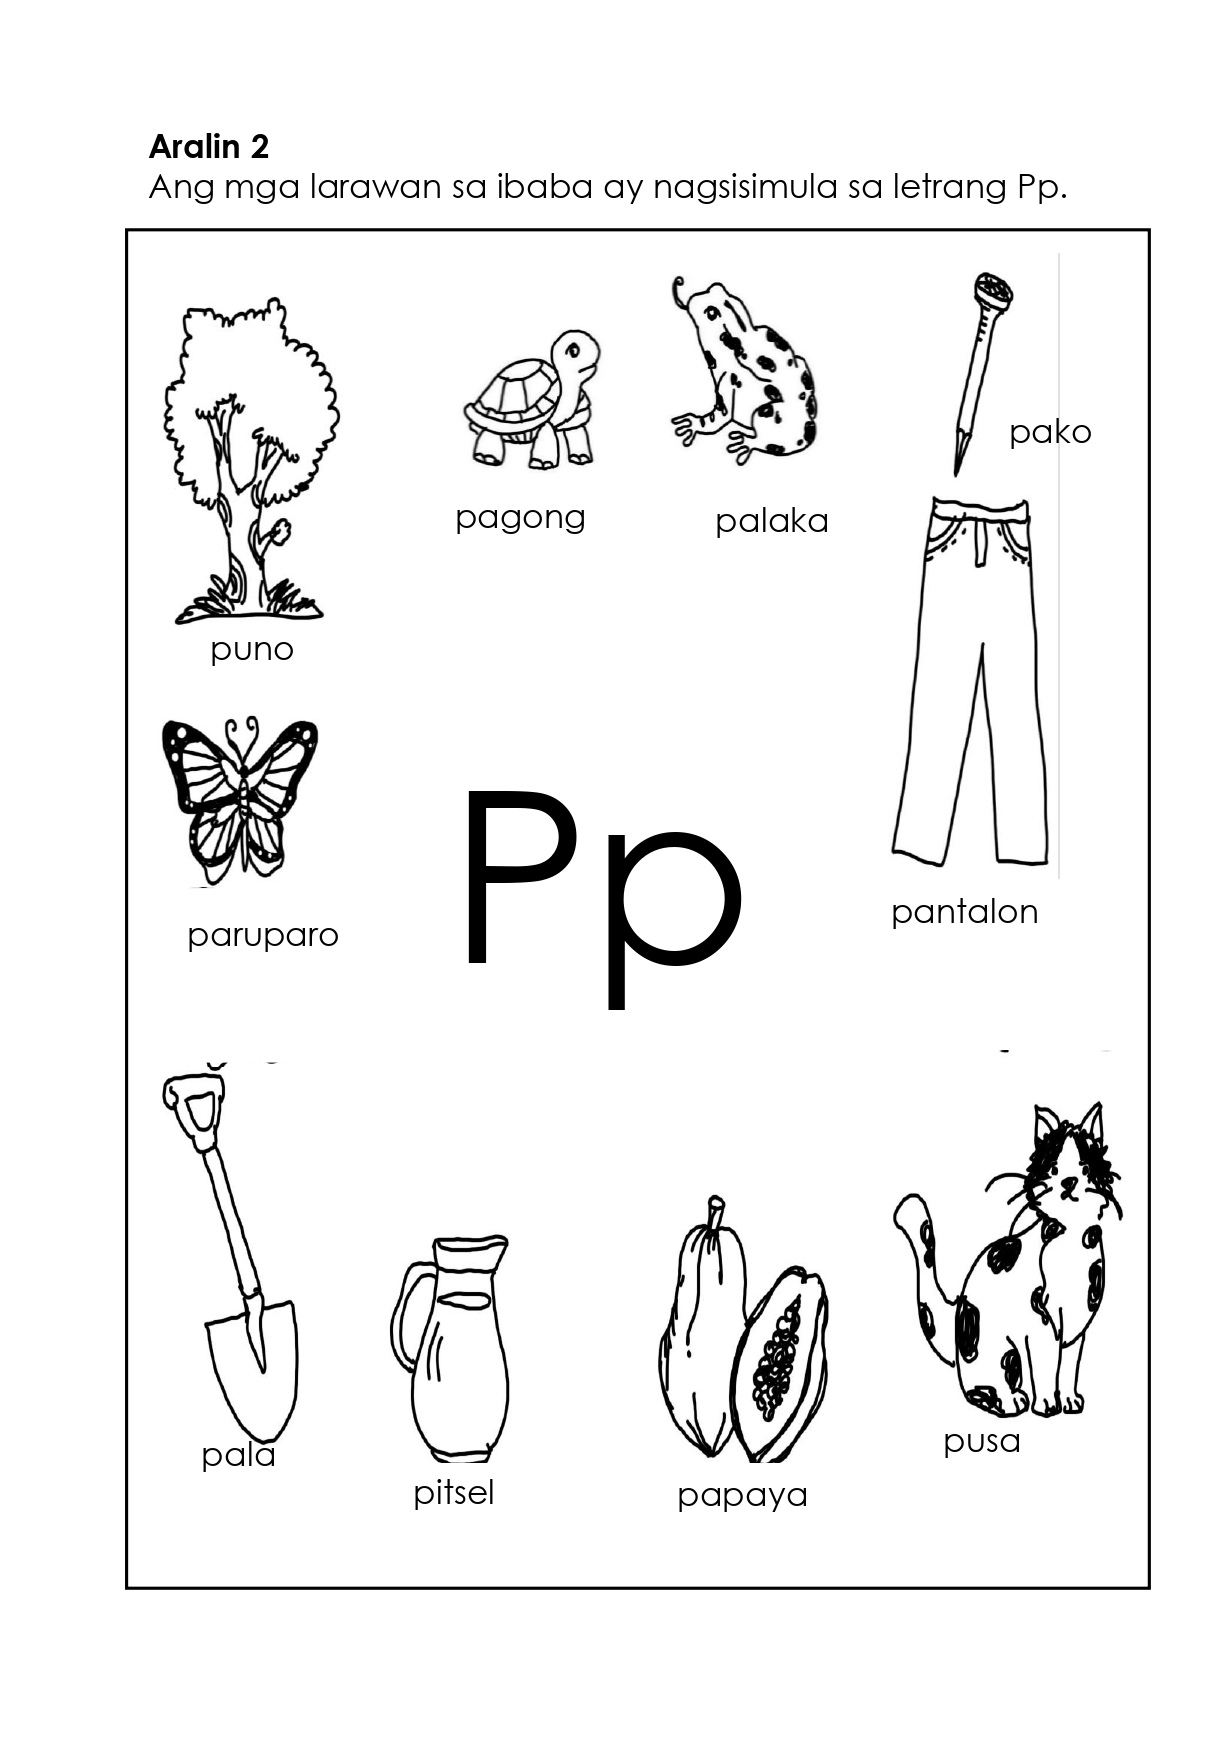 Aralin 2
Ang mga larawan sa ibaba ay nagsisimula sa letrang Pp.
pako
pagong
palaka
puno
pantalon
paruparo
Pp
pusa
pala
pitsel
papaya